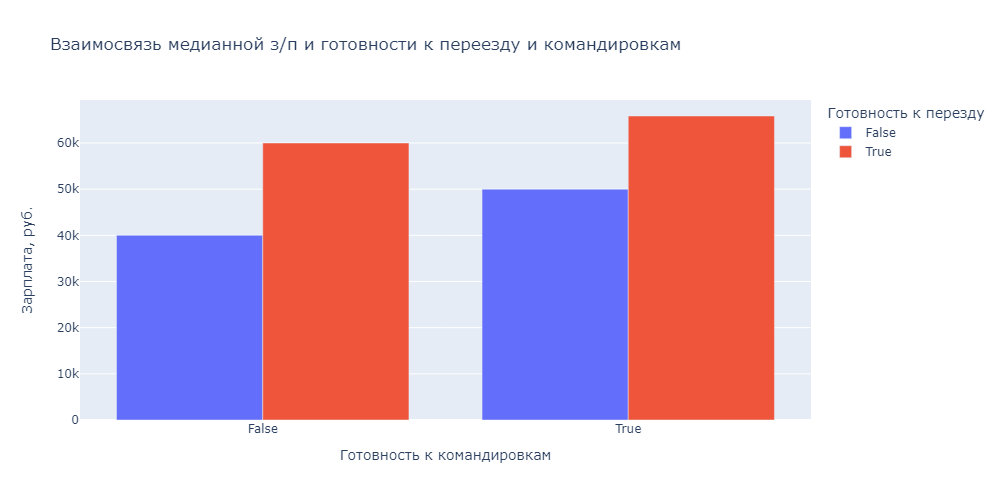 Взаимосвязь медианной з/п и готовности к переезду и командировкам
Готовность к перезду
False
True
Зарплата, руб.
60k
50k
40k
30k
20k
10k
0
False
True
Готовность к командировкам